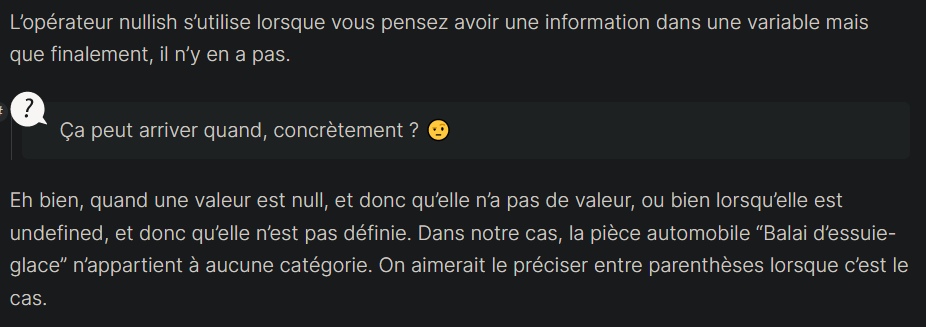 L’opérateur nullish s’utilise lorsque vous pensez avoir une information dans une variable mais
que finalement, il n’y en a pas.
?
Ça peut arriver quand, concrètement ? 🤨
Eh bien, quand une valeur est null, et donc qu’elle n’a pas de valeur, ou bien lorsqu’elle est
undefined, et donc qu’elle n’est pas définie. Dans notre cas, la pièce automobile “Balai d’essuie-
glace” n’appartient à aucune catégorie. On aimerait le préciser entre parenthèses lorsque c’est le
cas.